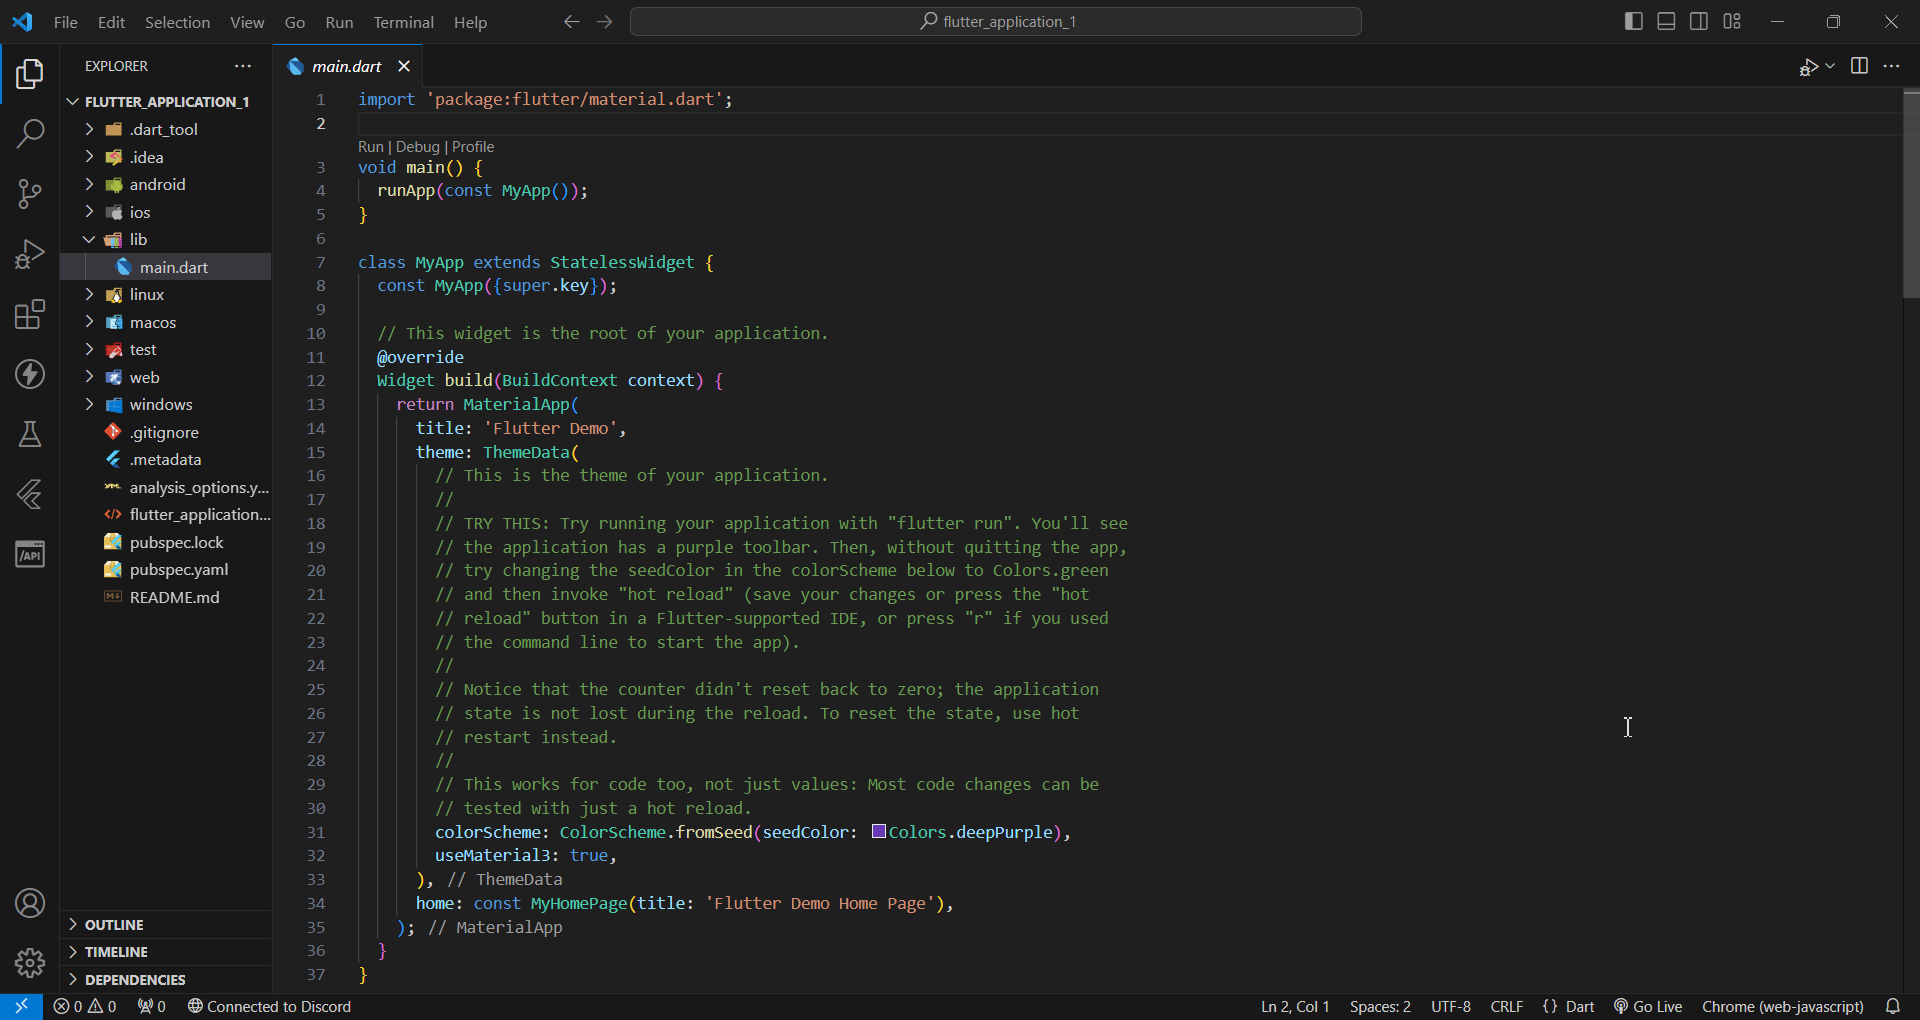 File Edit Selection View Go Run Terminal Help
flutter_application_1
EXPLORER
FLUTTER_APPLICATION_1
.dart_tool
.idea
android
ios
lib
main.dart
linux
macos
test
web
windows
.gitignore
.metadata
analysis_options.y...
flutter_application...
pubspec.lock
pubspec.yaml
README.md
OUTLINE
TIMELINE
DEPENDENCIES
main.dart
1 import 'package:flutter/material.dart';
2
Run | Debug | Profile
3 void main() {
4 runApp(const MyApp());
5 }
6
7 class MyApp extends StatelessWidget {
8 const MyApp({super.key});
9
10 // This widget is the root of your application.
11 @override
12 Widget build(BuildContext context) {
13 return MaterialApp(
14 title: 'Flutter Demo',
15 theme: ThemeData(
16 // This is the theme of your application.
17 //
18 // TRY THIS: Try running your application with "flutter run". You'll see
19 // the application has a purple toolbar. Then, without quitting the app,
20 // try changing the seedColor in the colorScheme below to Colors.green
21 // and then invoke "hot reload" (save your changes or press the "hot
22 // reload" button in a Flutter-supported IDE, or press "r" if you used
23 // the command line to start the app).
24 //
25 // Notice that the counter didn't reset back to zero; the application
26 // state is not lost during the reload. To reset the state, use hot
27 // restart instead.
28 //
29 // This works for code too, not just values: Most code changes can be
30 // tested with just a hot reload.
31 colorScheme: ColorScheme.fromSeed(seedColor: Colors.deepPurple),
32 useMaterial3: true,
33 ), // ThemeData
34 home: const MyHomePage(title: 'Flutter Demo Home Page'),
35 ); // MaterialApp
36 }
37 }
0 0 0 Connected to Discord Ln 2, Col 1 Spaces: 2 UTF-8 CRLF {} Dart Go Live Chrome (web-javascript)